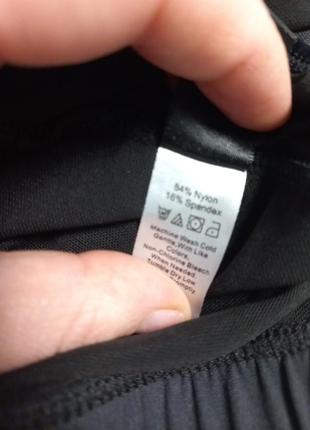 84% Nylon
16% Spandex
Machine Wash Cold
Gentle,With Like
Colors,
Non-Chlorine Bleach
When Needed
Tumble Dry Low
Promptly